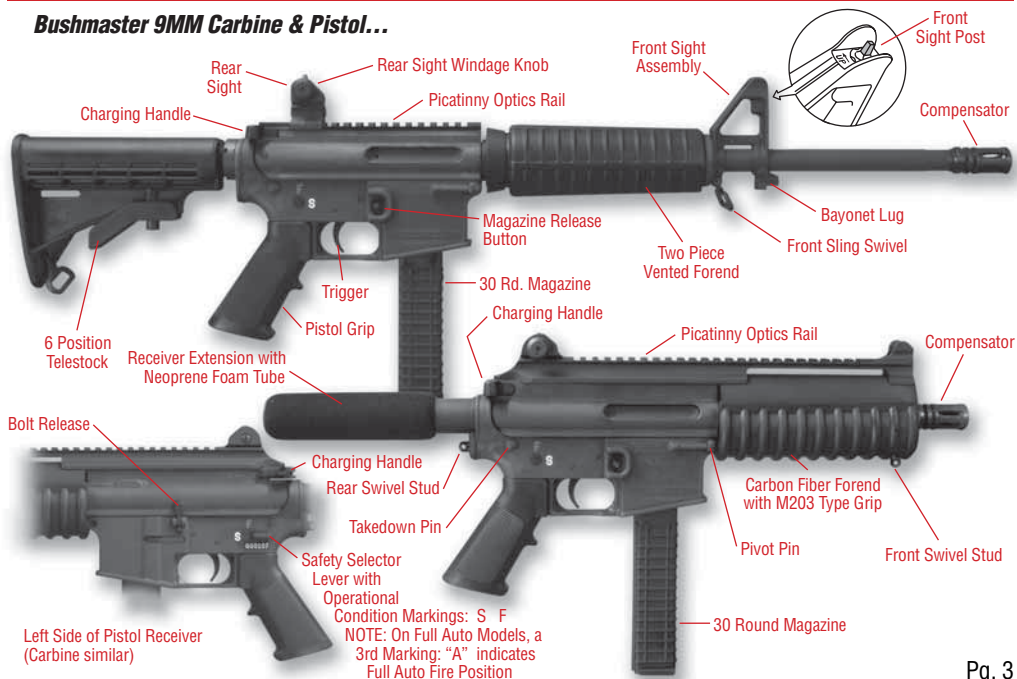 Bushmaster 9MM Carbine & Pistol...
Front
Sight Post
UP
Front Sight
Assembly
Rear
Sight
Rear Sight Windage Knob
Picatinny Optics Rail
Charging Handle
Compensator
Bayonet Lug
Front Sling Swivel
Two Piece
Vented Forend
Magazine Release
Button
F
S
Trigger
30 Rd. Magazine
Pistol Grip
6 Position
Telestock
Charging Handle
Picatinny Optics Rail
Compensator
Receiver Extension with
Neoprene Foam Tube
S
Rear Swivel Stud
Takedown Pin
Carbon Fiber Forend
with M203 Type Grip
Pivot Pin
Front Swivel Stud
30 Round Magazine
Bolt Release
Charging Handle
S
Safety Selector
Lever with
Operational
Condition Markings: S F
NOTE: On Full Auto Models, a
3rd Marking: “A” indicates
Full Auto Fire Position
Left Side of Pistol Receiver
(Carbine similar)
Pg. 3